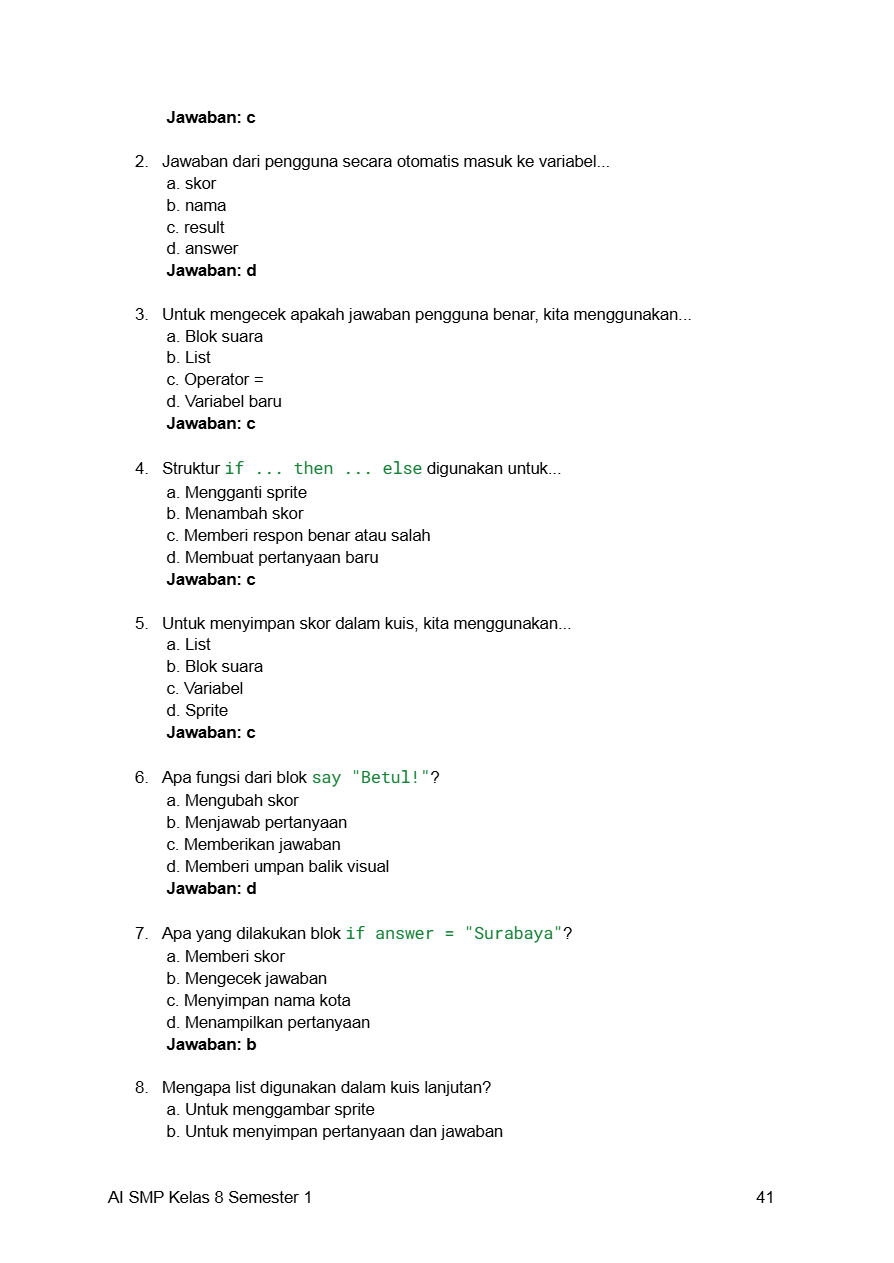 Jawaban: c
2. Jawaban dari pengguna secara otomatis masuk ke variabel...
a. skor
b. nama
c. result
d. answer
Jawaban: d
3. Untuk mengecek apakah jawaban pengguna benar, kita menggunakan...
a. Blok suara
b. List
c. Operator =
d. Variabel baru
Jawaban: c
4. Struktur if ... then ... else digunakan untuk...
a. Mengganti sprite
b. Menambah skor
c. Memberi respon benar atau salah
d. Membuat pertanyaan baru
Jawaban: c
5. Untuk menyimpan skor dalam kuis, kita menggunakan...
a. List
b. Blok suara
c. Variabel
d. Sprite
Jawaban: c
6. Apa fungsi dari blok say "Betul!"?
a. Mengubah skor
b. Menjawab pertanyaan
c. Memberikan jawaban
d. Memberi umpan balik visual
Jawaban: d
7. Apa yang dilakukan blok if answer = "Surabaya"?
a. Memberi skor
b. Mengecek jawaban
c. Menyimpan nama kota
d. Menampilkan pertanyaan
Jawaban: b
8. Mengapa list digunakan dalam kuis lanjutan?
a. Untuk menggambar sprite
b. Untuk menyimpan pertanyaan dan jawaban
AI SMP Kelas 8 Semester 1 41